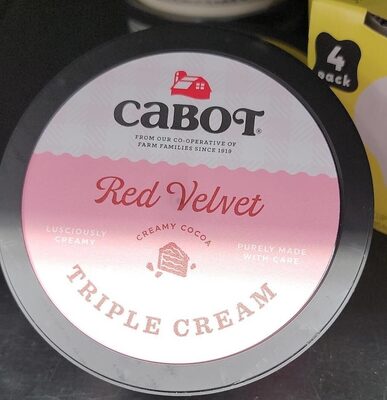 CABOT®
FROM OUR CO-OPERATIVE OF
FARM FAMILIES SINCE 1919
Red Velvet
LUSCIOUSLY
CREAMY
CREAMY COCOA
PURELY MADE
WITH CARE
TRIPLE CREAM
4
pack